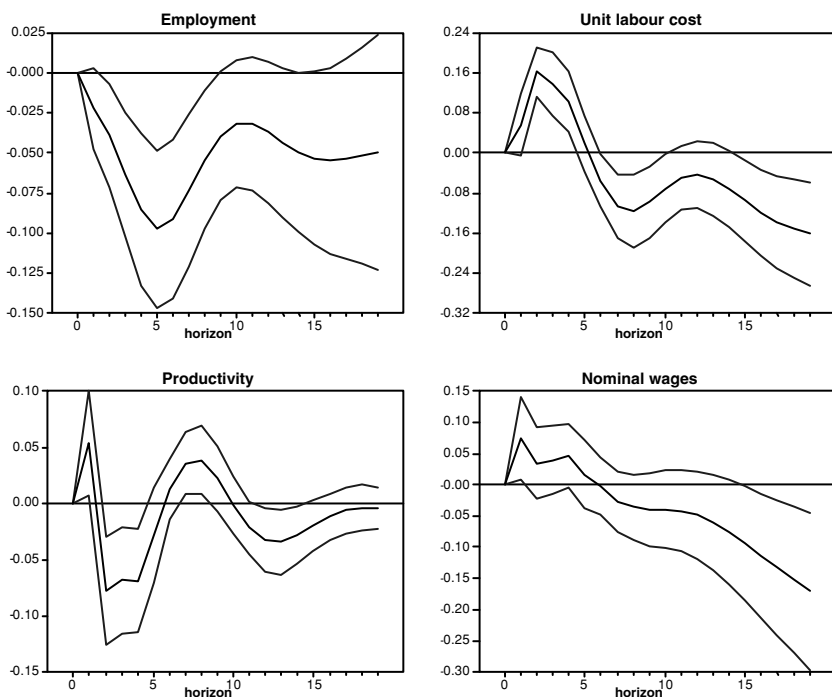 Employment
0.025
-0.000
-0.025
-0.050
-0.075
-0.100
-0.125
-0.150
0 5 10 15
horizon
Unit labour cost
0.24
0.16
0.08
0.00
-0.08
-0.16
-0.24
-0.32
0 5 10 15
horizon
Productivity
0.10
0.05
0.00
-0.05
-0.10
-0.15
0 5 10 15
horizon
Nominal wages
0.15
0.10
0.05
-0.00
-0.05
-0.10
-0.15
-0.20
-0.25
-0.30
0 5 10 15
horizon